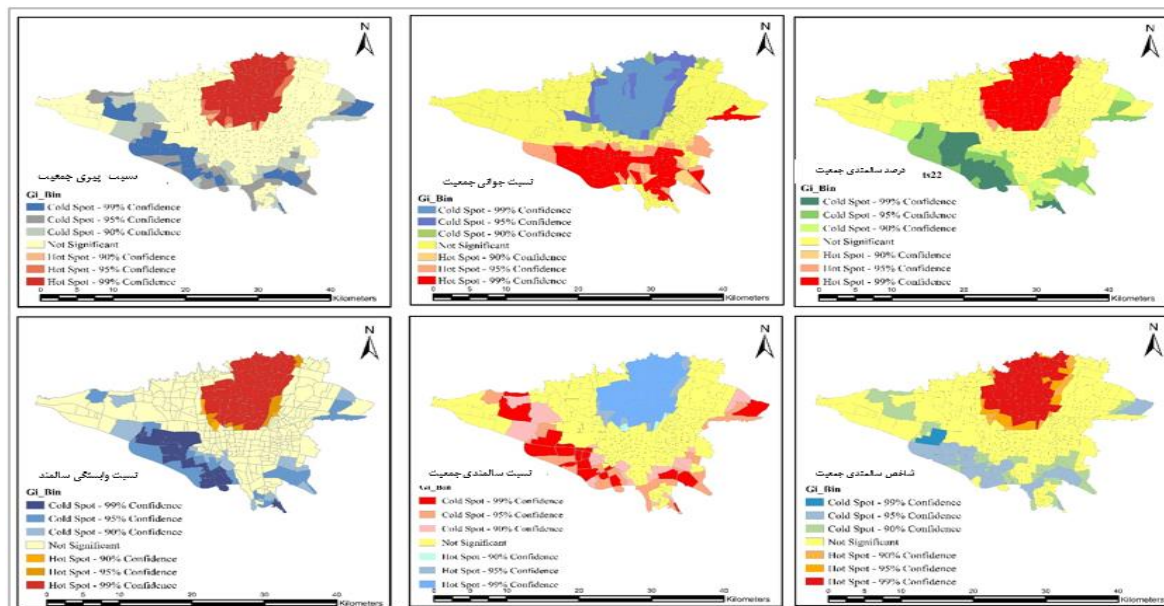 N
نسبت پیری جمعیت
Gi_Bin
Cold Spot - 99% Confidence
Cold Spot - 95% Confidence
Cold Spot - 90% Confidence
Not Significant
Hot Spot - 90% Confidence
Hot Spot - 95% Confidence
Hot Spot - 99% Confidence
0 10 20 30 40
Kilometers
N
نسبت جوانی جمعیت
Gi_Bin
Cold Spot - 99% Confidence
Cold Spot - 95% Confidence
Cold Spot - 90% Confidence
Not Significant
Hot Spot - 90% Confidence
Hot Spot - 95% Confidence
Hot Spot - 99% Confidence
0 10 20 30 40
Kilometers
N
درصد سالمندی جمعیت
ts22
Gi_Bin
Cold Spot - 99% Confidence
Cold Spot - 95% Confidence
Cold Spot - 90% Confidence
Not Significant
Hot Spot - 90% Confidence
Hot Spot - 95% Confidence
Hot Spot - 99% Confidence
0 10 20 30 40
Kilometers
N
نسبت وابستگی سالمند
Gi_Bin
Cold Spot - 99% Confidence
Cold Spot - 95% Confidence
Cold Spot - 90% Confidence
Not Significant
Hot Spot - 90% Confidence
Hot Spot - 95% Confidence
Hot Spot - 99% Confidence
0 10 20 30 40
Kilometers
N
نسبت سالمندی جمعیت
Gi_Bin
Cold Spot - 99% Confidence
Cold Spot - 95% Confidence
Cold Spot - 90% Confidence
Not Significant
Hot Spot - 90% Confidence
Hot Spot - 95% Confidence
Hot Spot - 99% Confidence
0 10 20 30 40
Kilometers
N
شاخص سالمندی جمعیت
Gi_Bin
Cold Spot - 99% Confidence
Cold Spot - 95% Confidence
Cold Spot - 90% Confidence
Not Significant
Hot Spot - 90% Confidence
Hot Spot - 95% Confidence
Hot Spot - 99% Confidence
0 10 20 30 40
Kilometers